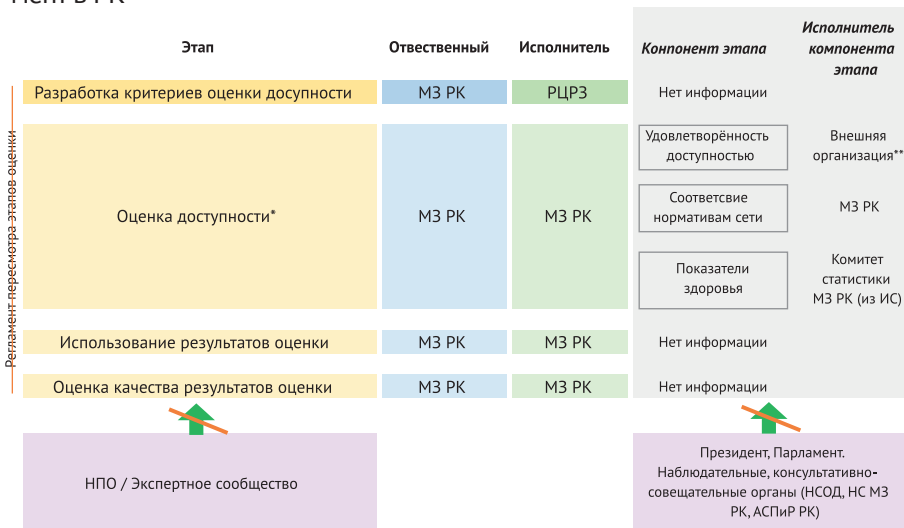 Этап
Отвественный
Исполнитель
Конпонент этапа
Исполнитель
компонента
этапа
Регламент пересмотра этапов оценки
Разработка критериев оценки досупности
МЗ РК
РЦРЗ
Нет информации
Оценка доступности*
МЗ РК
МЗ РК
Удовлетворённость
доступностью
Внешняя
организация**
Соответсвие
нормативам сети
МЗ РК
Показатели
здоровья
Комитет
статистики
МЗ РК (из ИС)
Использование результатов оценки
МЗ РК
МЗ РК
Нет информации
Оценка качества результатов оценки
МЗ РК
МЗ РК
Нет информации
НПО / Экспертное сообщество
Президент, Парламент.
Наблюдательные, консультативно-
совещательные органы (НСОД, НС МЗ
РК, АСПиР РК)